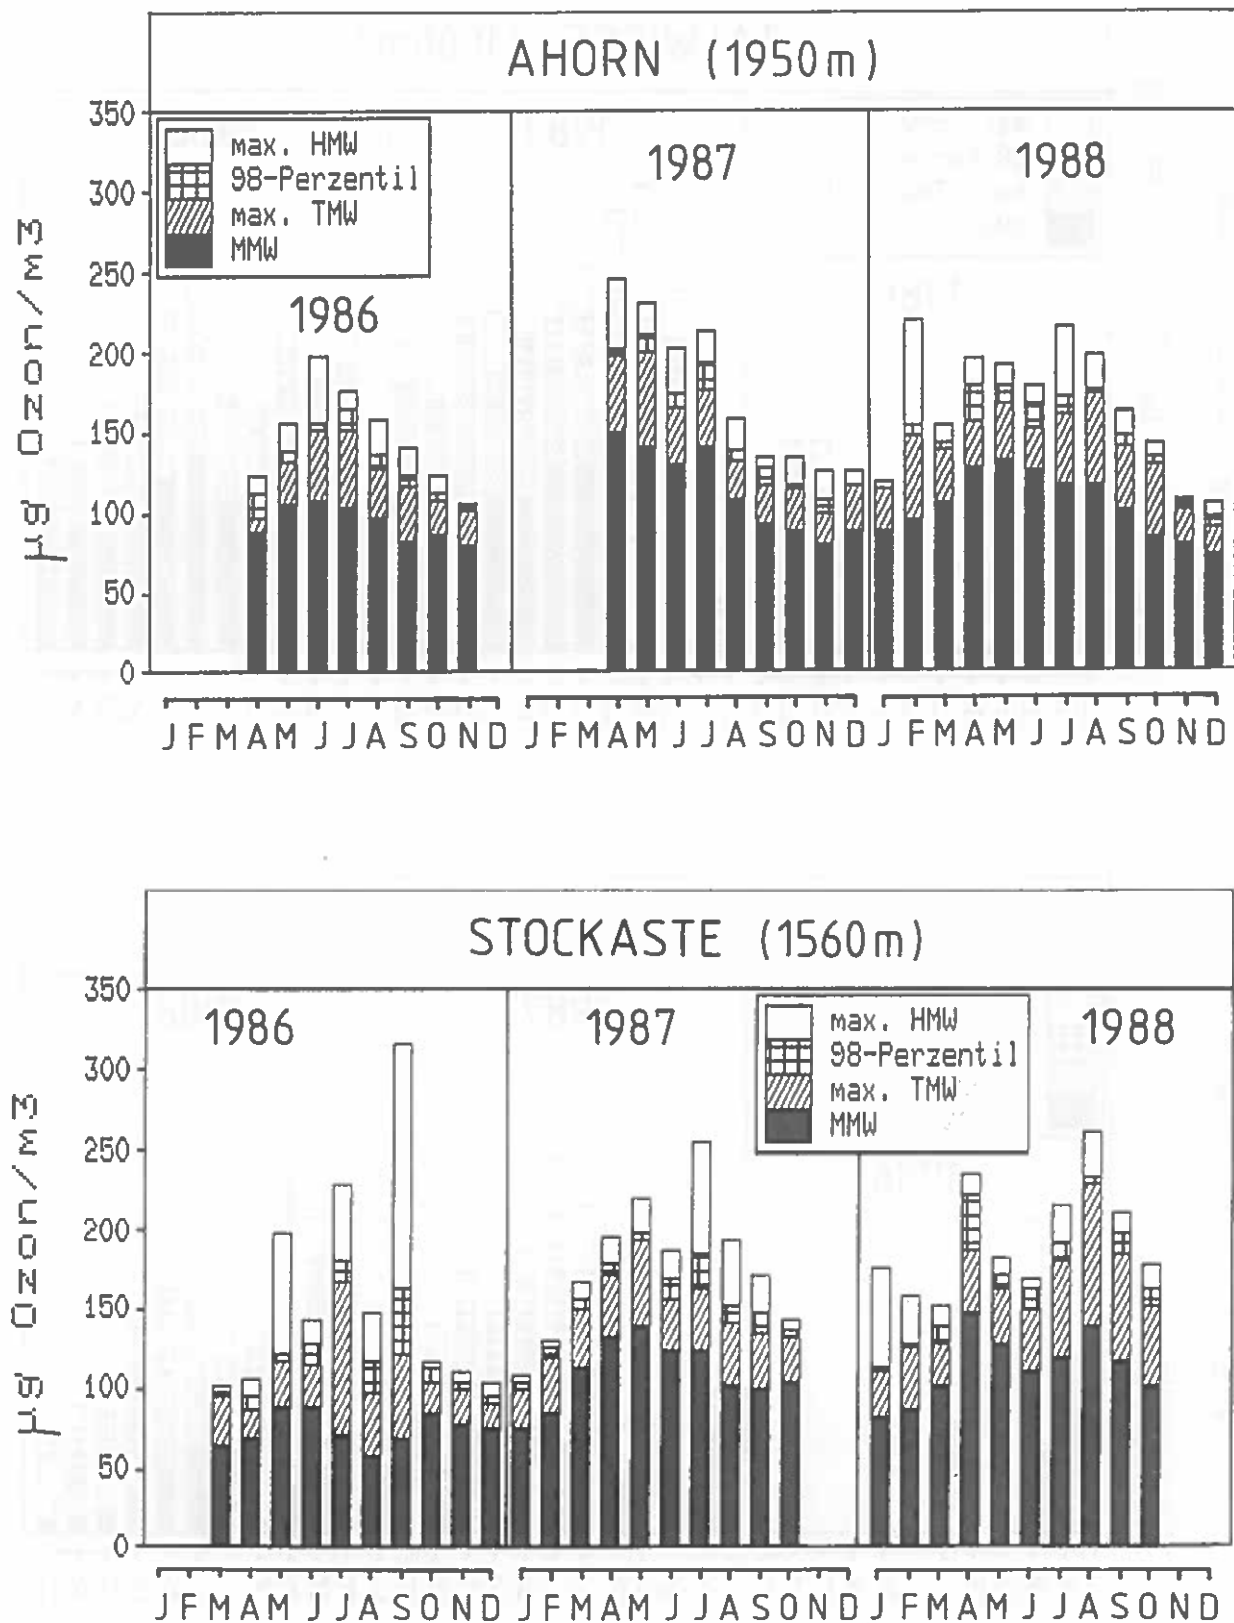 AHORN (1950m)
350
300
250
200
150
100
50
0
µg Ozon/m3
max. HMW
98-Perzentil
max. TMW
MMW
1986
1987
1988
J F M A M J J A S O N D J F M A M J J A S O N D J F M A M J J A S O N D
STOCKASTE (1560m)
350
300
250
200
150
100
50
0
µg Ozon/m3
1986
1987
max. HMW
98-Perzentil
max. TMW
MMW
1988
J F M A M J J A S O N D J F M A M J J A S O N D J F M A M J J A S O N D